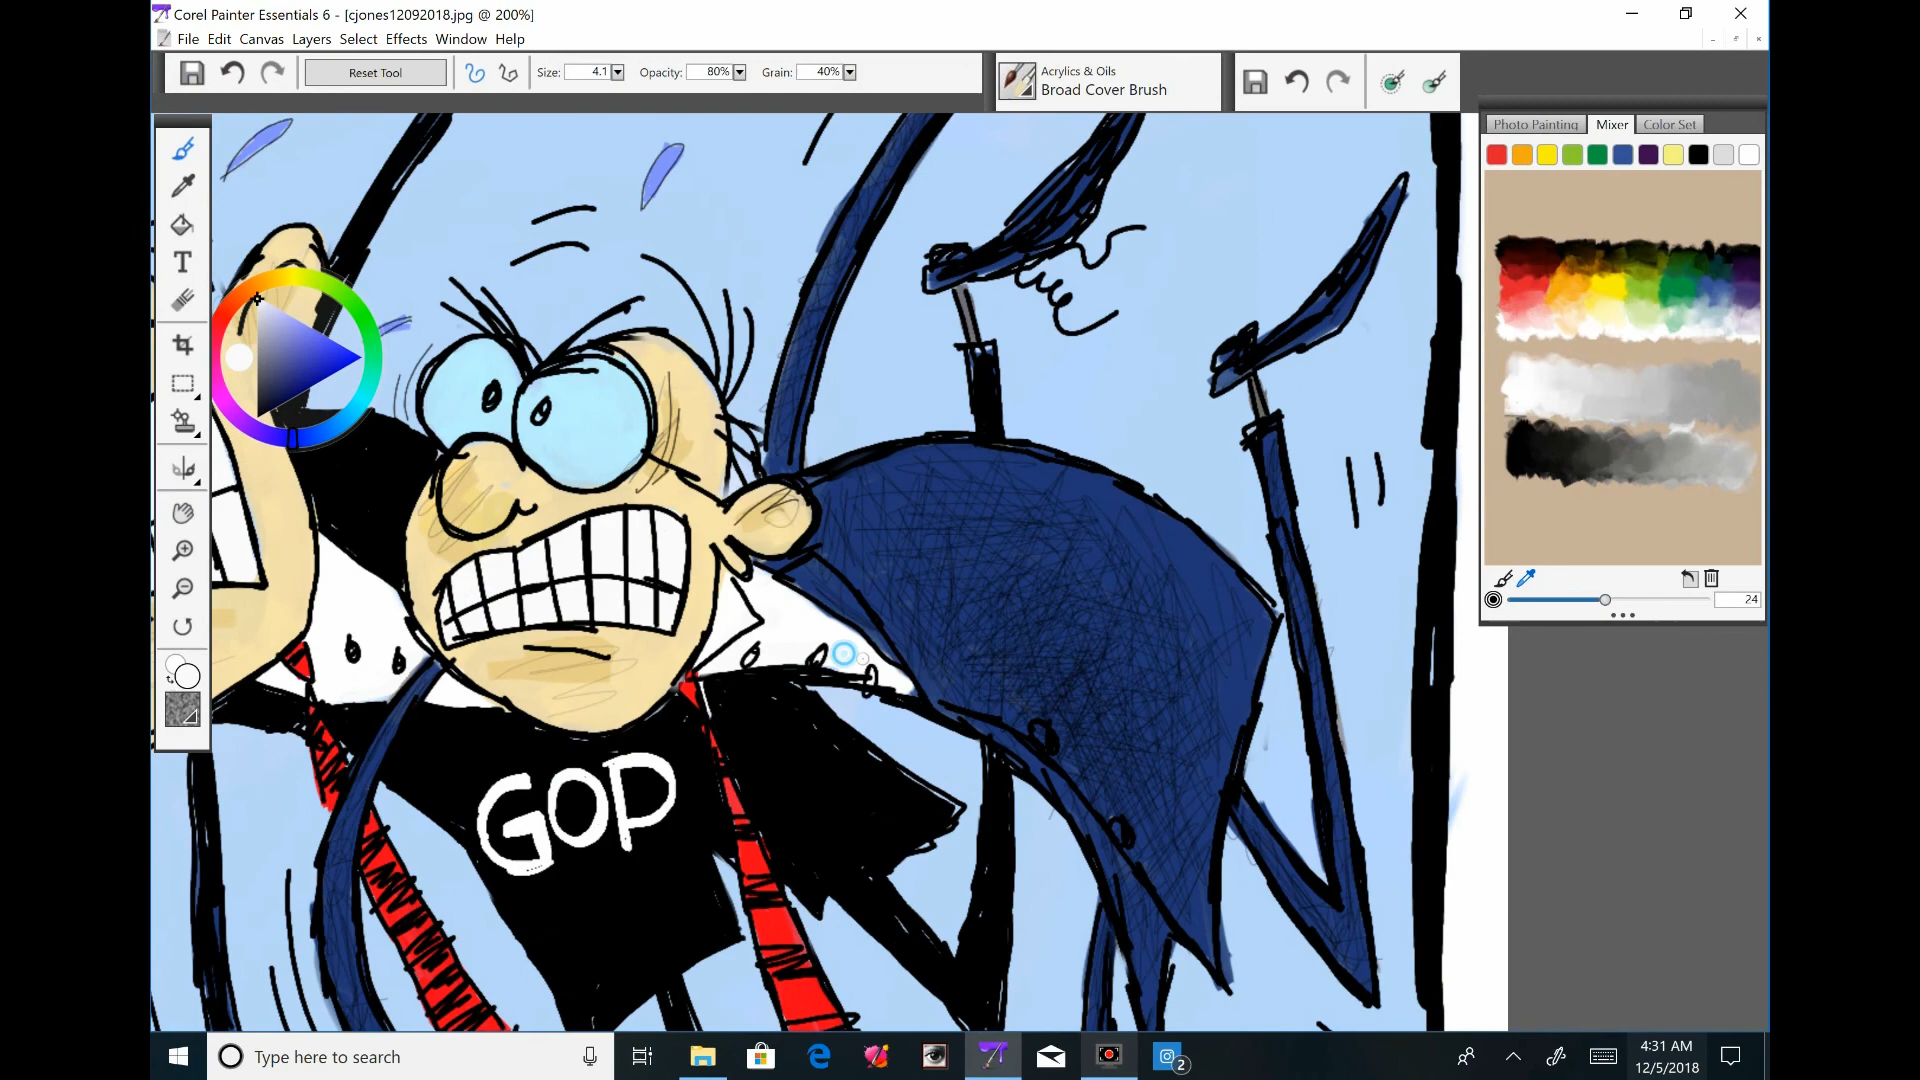 Corel Painter Essentials 6 - [cjones12092018.jpg @ 200%]
File Edit Canvas Layers Select Effects Window Help
Reset Tool
Size: 4.1
Opacity: 80%
Grain: 40%
Acrylics & Oils
Broad Cover Brush
Photo Painting Mixer Color Set
T
24
GOP
Type here to search
2
4:31 AM
12/5/2018